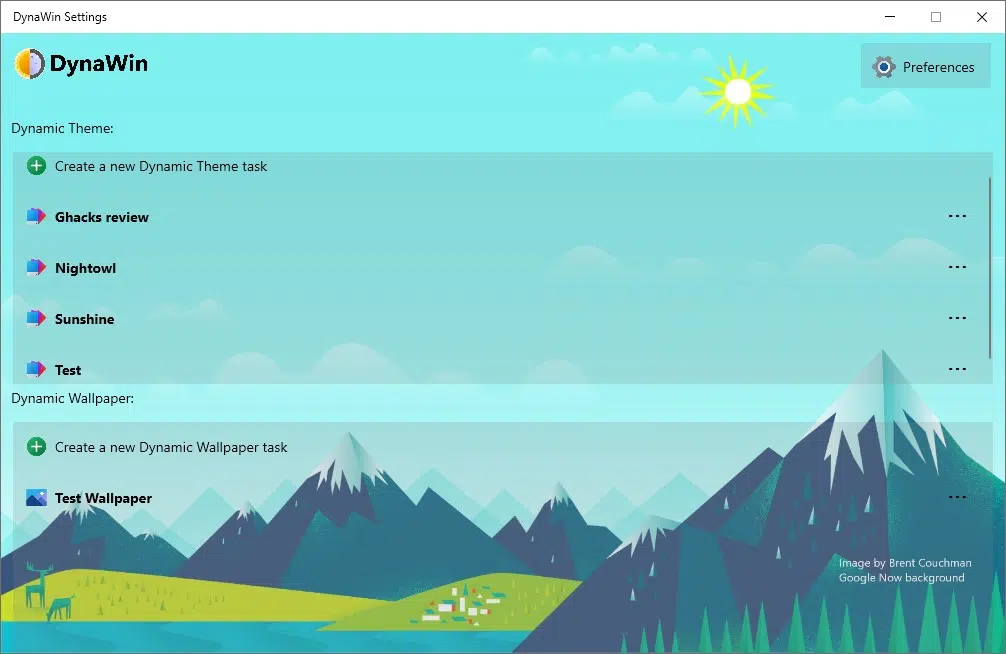 DynaWin Settings
DynaWin
Preferences
Dynamic Theme:
Create a new Dynamic Theme task
Ghacks review
Nightowl
Sunshine
Test
Dynamic Wallpaper:
Create a new Dynamic Wallpaper task
Test Wallpaper
Image by Brent Couchman
Google Now background